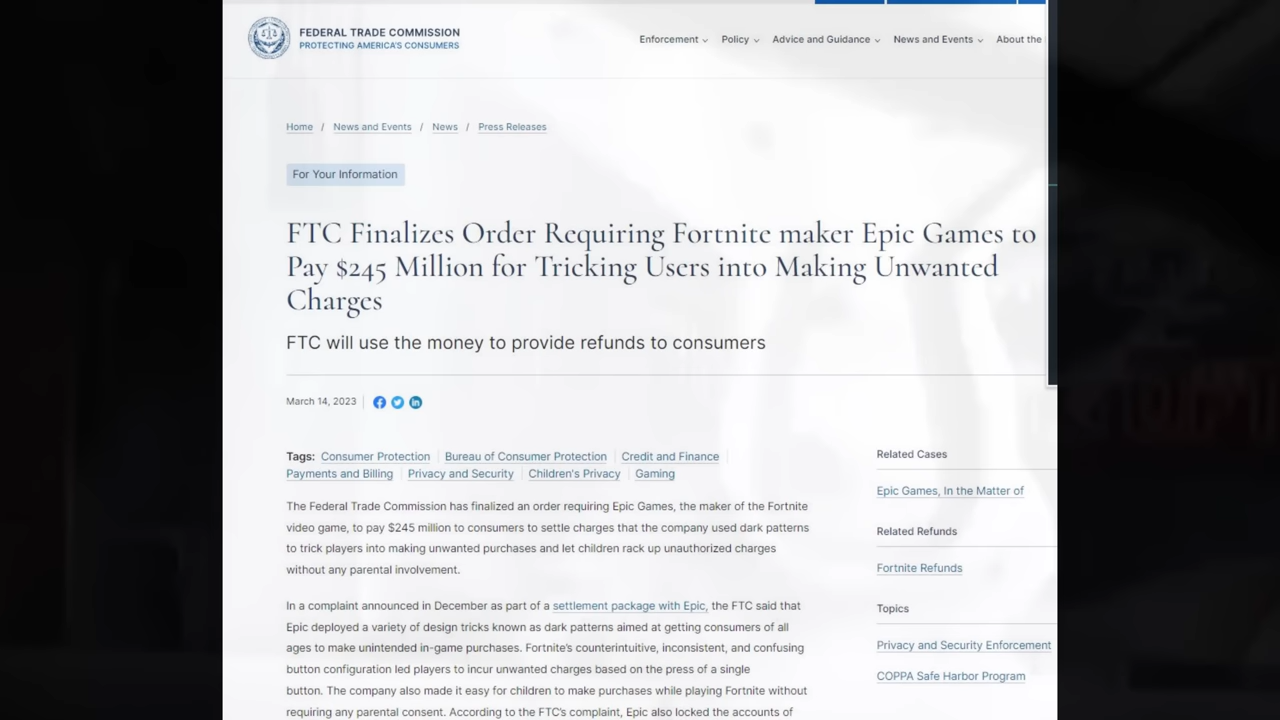 FEDERAL TRADE COMMISSION
PROTECTING AMERICA'S CONSUMERS
Enforcement Policy Advice and Guidance News and Events About the
Home / News and Events / News / Press Releases
For Your Information
FTC Finalizes Order Requiring Fortnite maker Epic Games to
Pay $245 Million for Tricking Users into Making Unwanted
Charges
FTC will use the money to provide refunds to consumers
March 14, 2023
Tags: Consumer Protection Bureau of Consumer Protection Credit and Finance
Payments and Billing Privacy and Security Children's Privacy Gaming
The Federal Trade Commission has finalized an order requiring Epic Games, the maker of the Fortnite
video game, to pay $245 million to consumers to settle charges that the company used dark patterns
to trick players into making unwanted purchases and let children rack up unauthorized charges
without any parental involvement.
In a complaint announced in December as part of a settlement package with Epic, the FTC said that
Epic deployed a variety of design tricks known as dark patterns aimed at getting consumers of all
ages to make unintended in-game purchases. Fortnite's counterintuitive, inconsistent, and confusing
button configuration led players to incur unwanted charges based on the press of a single
button. The company also made it easy for children to make purchases while playing Fortnite without
requiring any parental consent. According to the FTC's complaint, Epic also locked the accounts of
Related Cases
Epic Games, In the Matter of
Related Refunds
Fortnite Refunds
Topics
Privacy and Security Enforcement
COPPA Safe Harbor Program